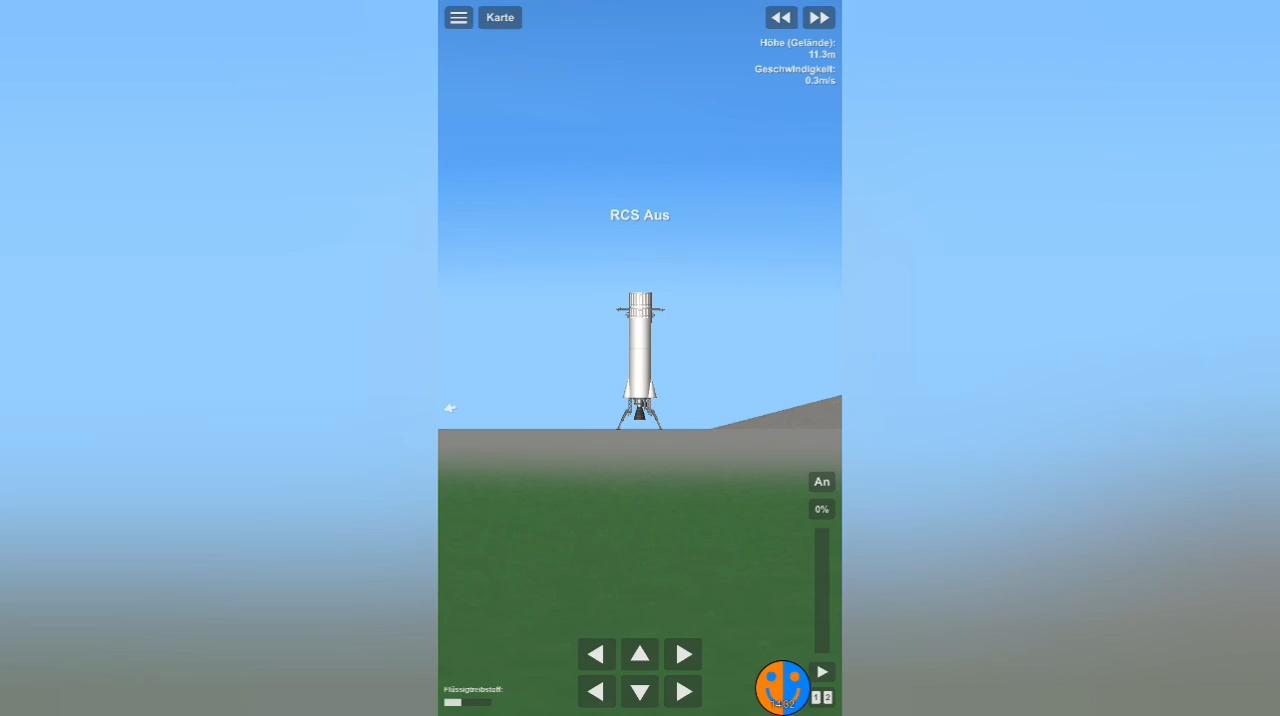 Karte
Höhe (Gelände):
11.3m
Geschwindigkeit:
0.3m/s
RCS Aus
An
0%
Flüssigtreibstoff:
1 2